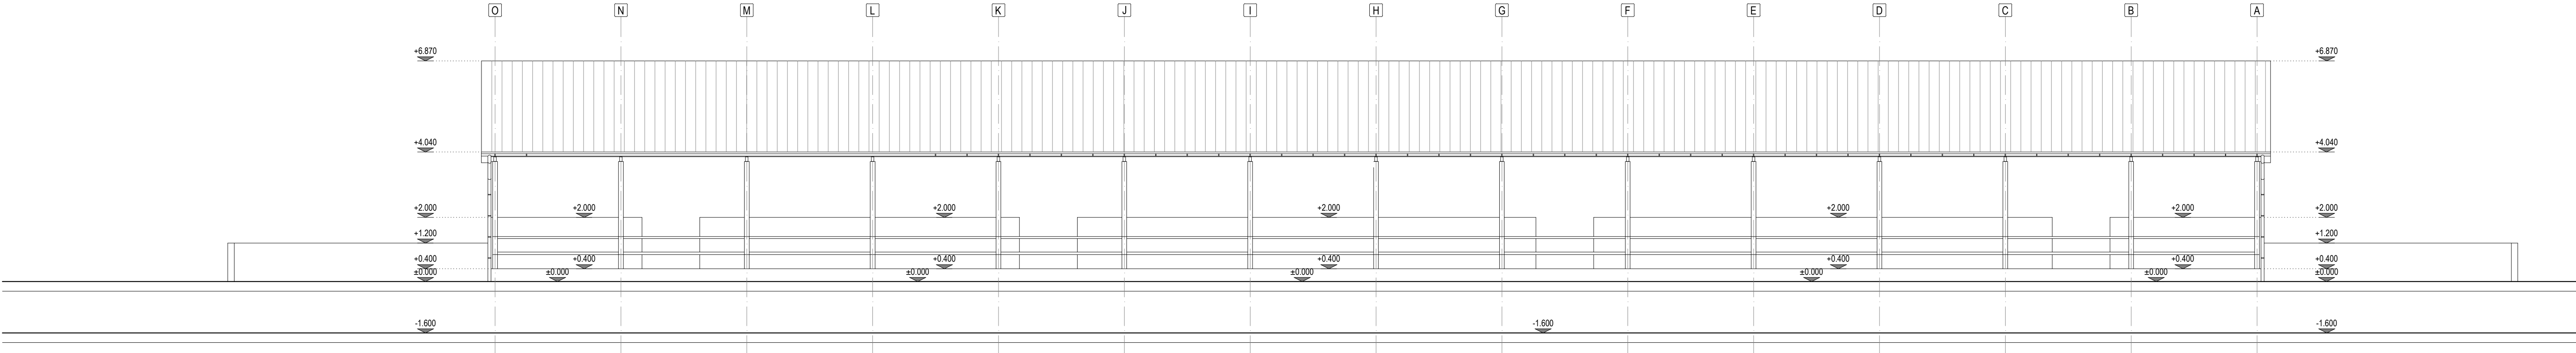 O N M L K J I H G F E D C B A
+6.870 +6.870
+4.040 +4.040
+2.000 +2.000 +2.000 +2.000 +2.000 +2.000 +2.000
+1.200 +1.200
+0.400 +0.400 +0.400 +0.400 +0.400 +0.400 +0.400
±0.000 ±0.000 ±0.000 ±0.000 ±0.000 ±0.000 ±0.000
-1.600 -1.600 -1.600